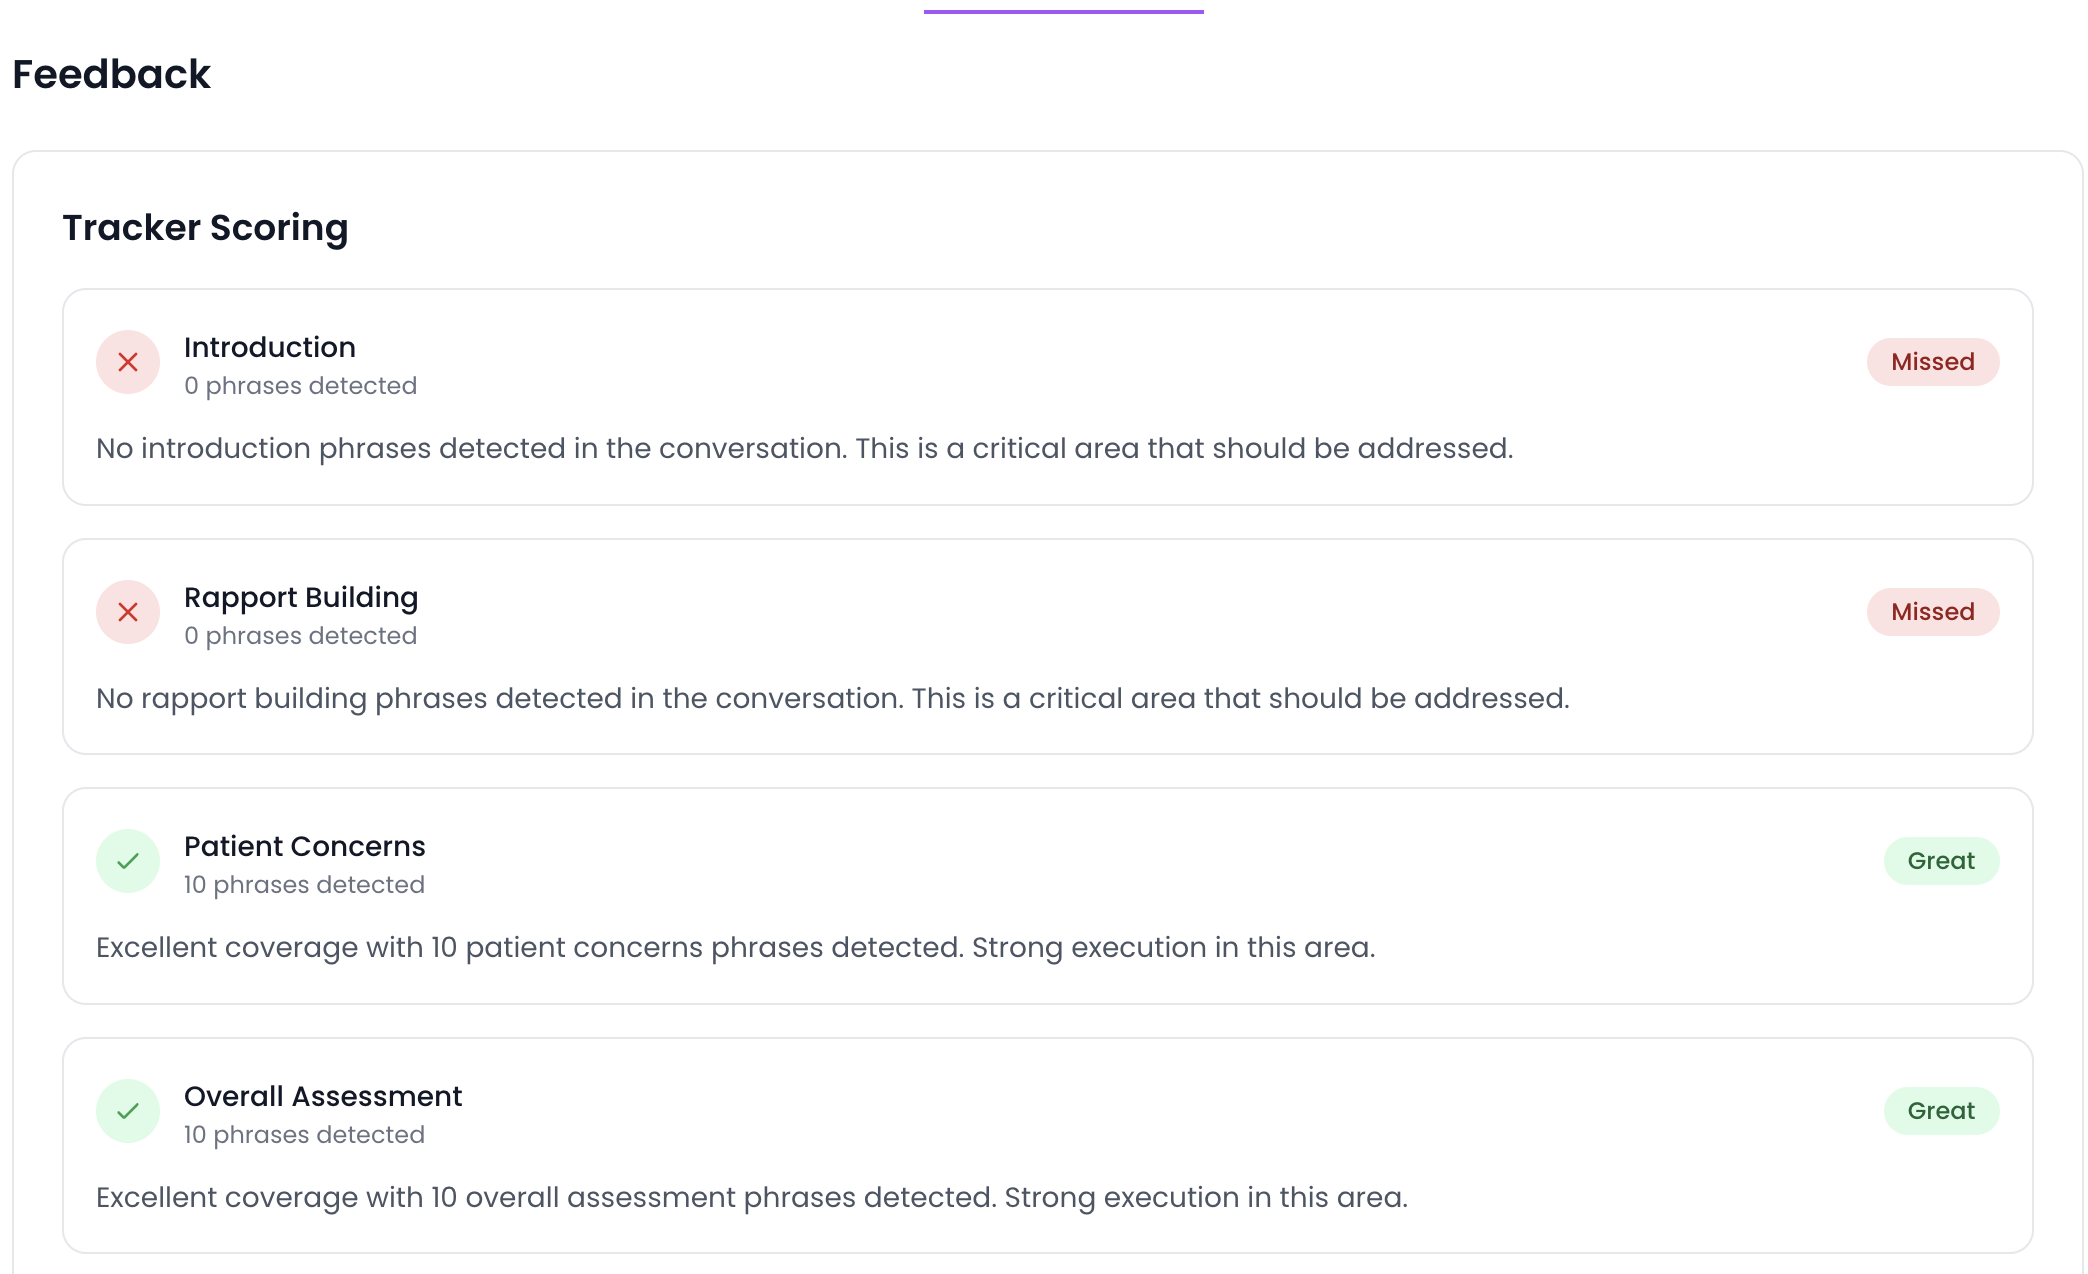 Feedback
Tracker Scoring
Introduction
0 phrases detected
Missed
No introduction phrases detected in the conversation. This is a critical area that should be addressed.
Rapport Building
0 phrases detected
Missed
No rapport building phrases detected in the conversation. This is a critical area that should be addressed.
Patient Concerns
10 phrases detected
Great
Excellent coverage with 10 patient concerns phrases detected. Strong execution in this area.
Overall Assessment
10 phrases detected
Great
Excellent coverage with 10 overall assessment phrases detected. Strong execution in this area.